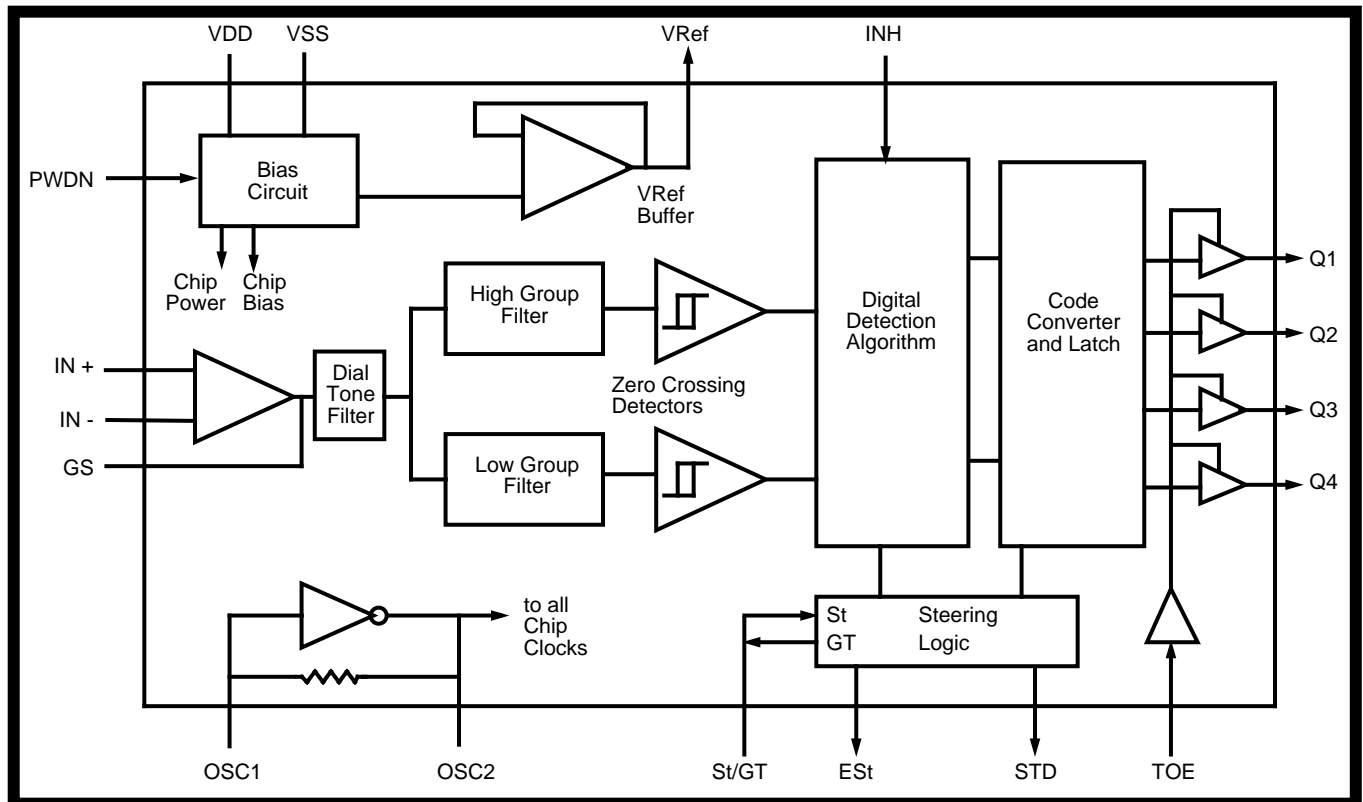 VDD
VSS
VRef
INH
PWDN
Bias
Circuit
VRef
Buffer
Chip
Power
Chip
Bias
High Group
Filter
Digital
Detection
Algorithm
Code
Converter
and Latch
Q1
Q2
Q3
Q4
IN +
IN -
GS
Dial
Tone
Filter
Zero Crossing
Detectors
Low Group
Filter
to all
Chip
Clocks
St
GT
Steering
Logic
OSC1
OSC2
St/GT
ESt
STD
TOE